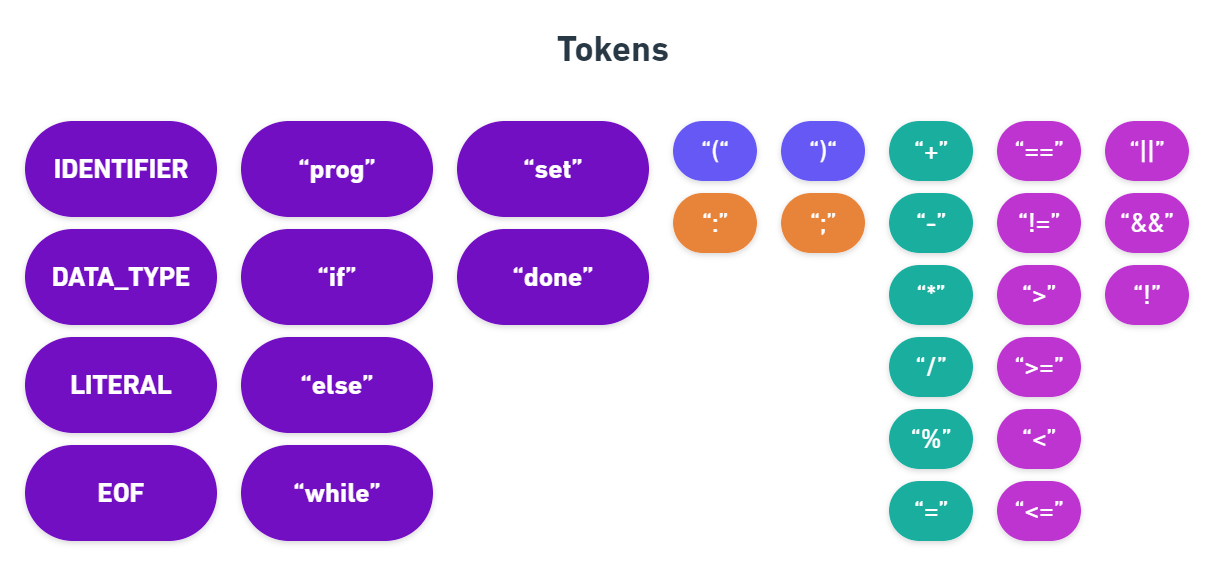 Tokens
IDENTIFIER
“prog”
“set”
DATA_TYPE
“if”
“done”
LITERAL
“else”
EOF
“while”
“(“
“)“
“:”
“;”
“+”
“-”
“*”
“/”
“%”
“=”
“==”
“!=”
“>”
“>=”
“<”
“<=”
“||”
“&&”
“!”